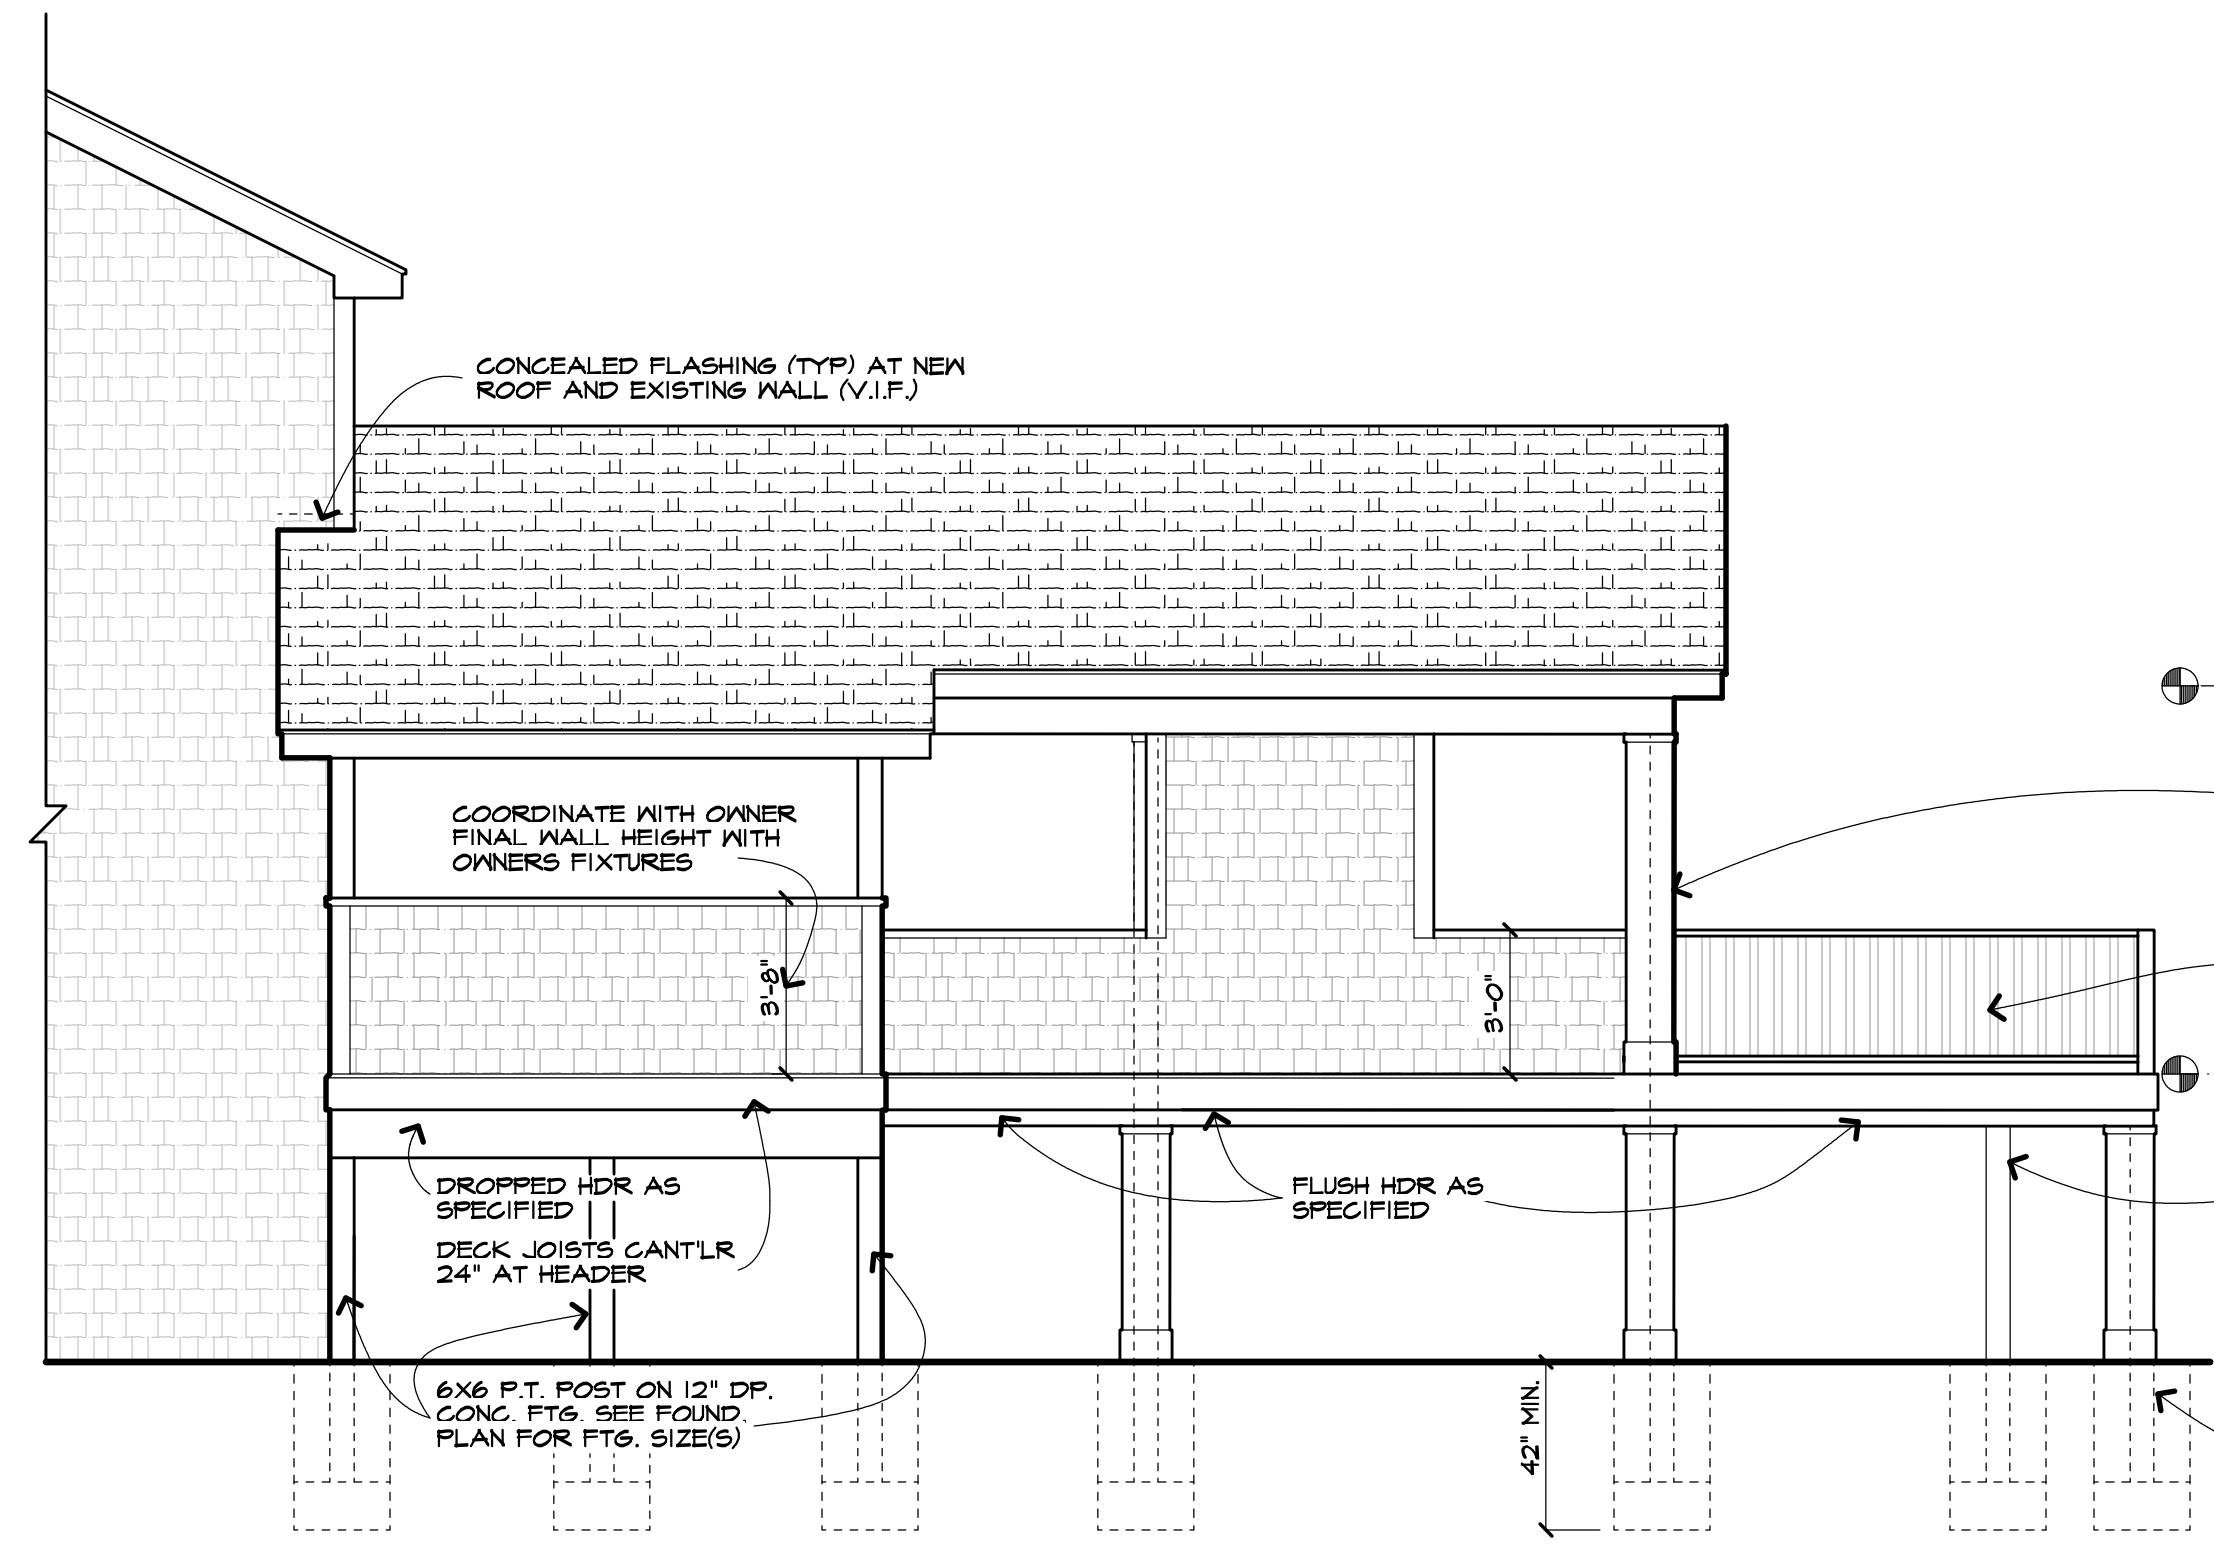 CONCEALED FLASHING (TYP) AT NEW
ROOF AND EXISTING WALL (V.I.F.)
COORDINATE WITH OWNER
FINAL WALL HEIGHT WITH
OWNERS FIXTURES
3'-8"
3'-0"
DROPPED HDR AS
SPECIFIED
FLUSH HDR AS
SPECIFIED
DECK JOISTS CANT'LR
24" AT HEADER
6X6 P.T. POST ON 12" DP.
CONC. FTG. SEE FOUND.
PLAN FOR FTG. SIZE(S)
42" MIN.